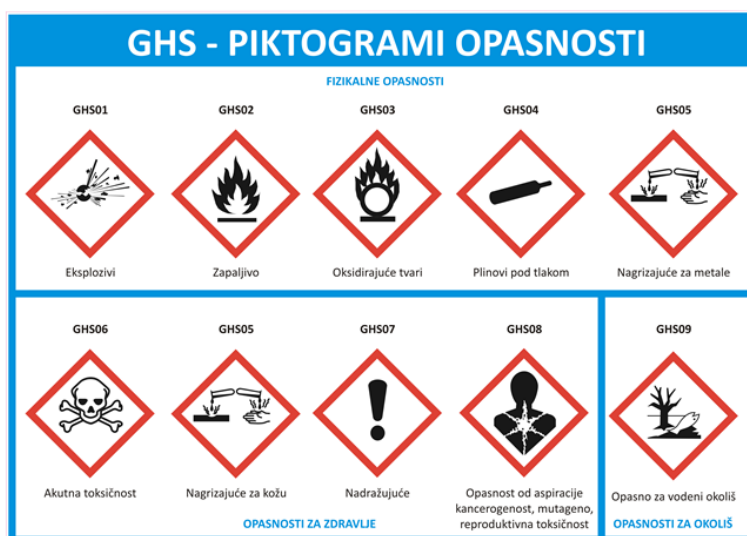 GHS - PIKTOGRAMI OPASNOSTI
FIZIKALNE OPASNOSTI
GHS01
GHS02
GHS03
GHS04
GHS05
Eksplozivi
Zapaljivo
Oksidirajuće tvari
Plinovi pod tlakom
Nagrizajuće za metale
GHS06
GHS05
GHS07
GHS08
GHS09
Akutna toksičnost
Nagrizajuće za kožu
Nadražujuće
Opasnost od aspiracije
kancerogenost, mutageno,
reproduktivna toksičnost
Opasno za vodeni okoliš
OPASNOSTI ZA ZDRAVLJE
OPASNOSTI ZA OKOLIŠ